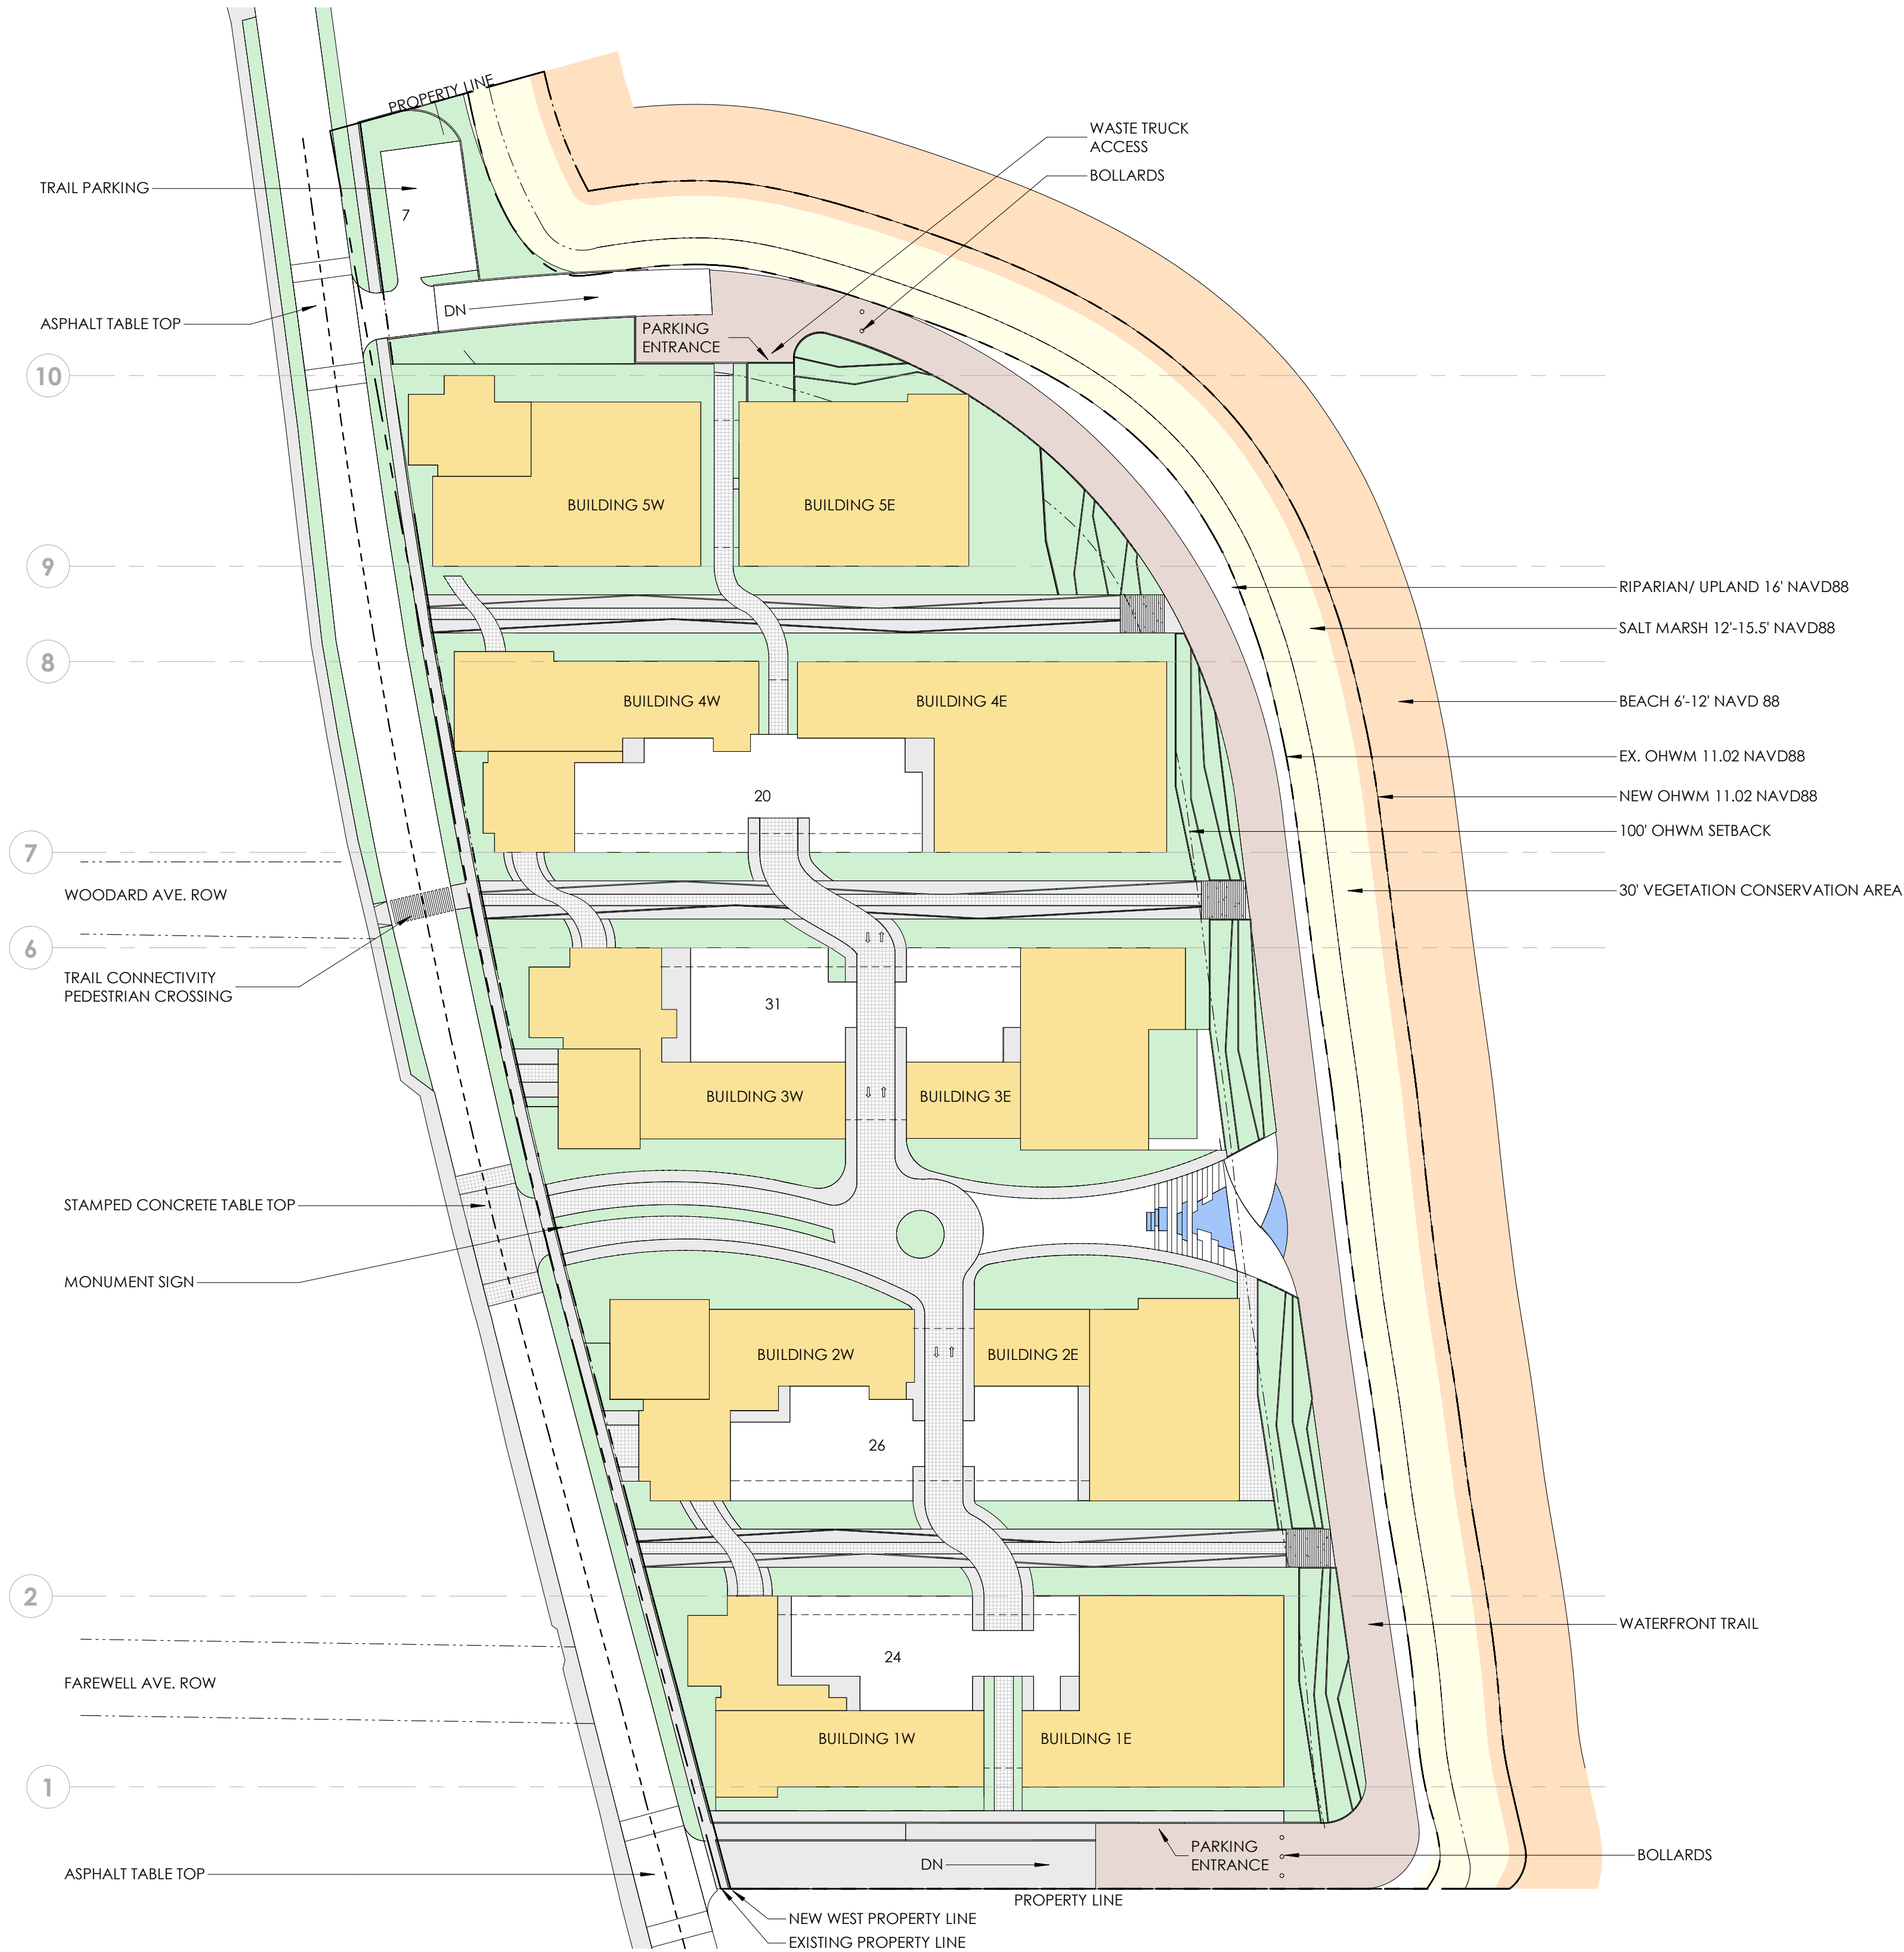 PROPERTY LINE
WASTE TRUCK
ACCESS
BOLLARDS
TRAIL PARKING
7
ASPHALT TABLE TOP
DN
PARKING
ENTRANCE
10
BUILDING 5W
BUILDING 5E
9
RIPARIAN/ UPLAND 16' NAVD88
SALT MARSH 12'-15.5' NAVD88
8
BUILDING 4W
BUILDING 4E
BEACH 6'-12' NAVD 88
EX. OHWM 11.02 NAVD88
20
NEW OHWM 11.02 NAVD88
100' OHWM SETBACK
7
WOODARD AVE. ROW
30' VEGETATION CONSERVATION AREA
6
TRAIL CONNECTIVITY
PEDESTRIAN CROSSING
31
BUILDING 3W
BUILDING 3E
STAMPED CONCRETE TABLE TOP
MONUMENT SIGN
BUILDING 2W
BUILDING 2E
26
2
WATERFRONT TRAIL
24
FAREWELL AVE. ROW
BUILDING 1W
BUILDING 1E
1
PARKING
ENTRANCE
BOLLARDS
DN
ASPHALT TABLE TOP
PROPERTY LINE
NEW WEST PROPERTY LINE
EXISTING PROPERTY LINE